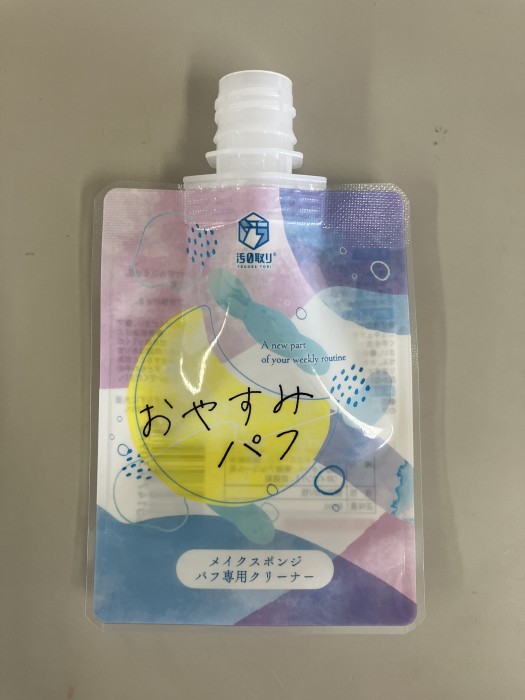 汚口取り®
YOGORE TORI
A new part
of your weekly routine
おやすみ
パフ
メイクスポンジ
パフ専用クリーナー